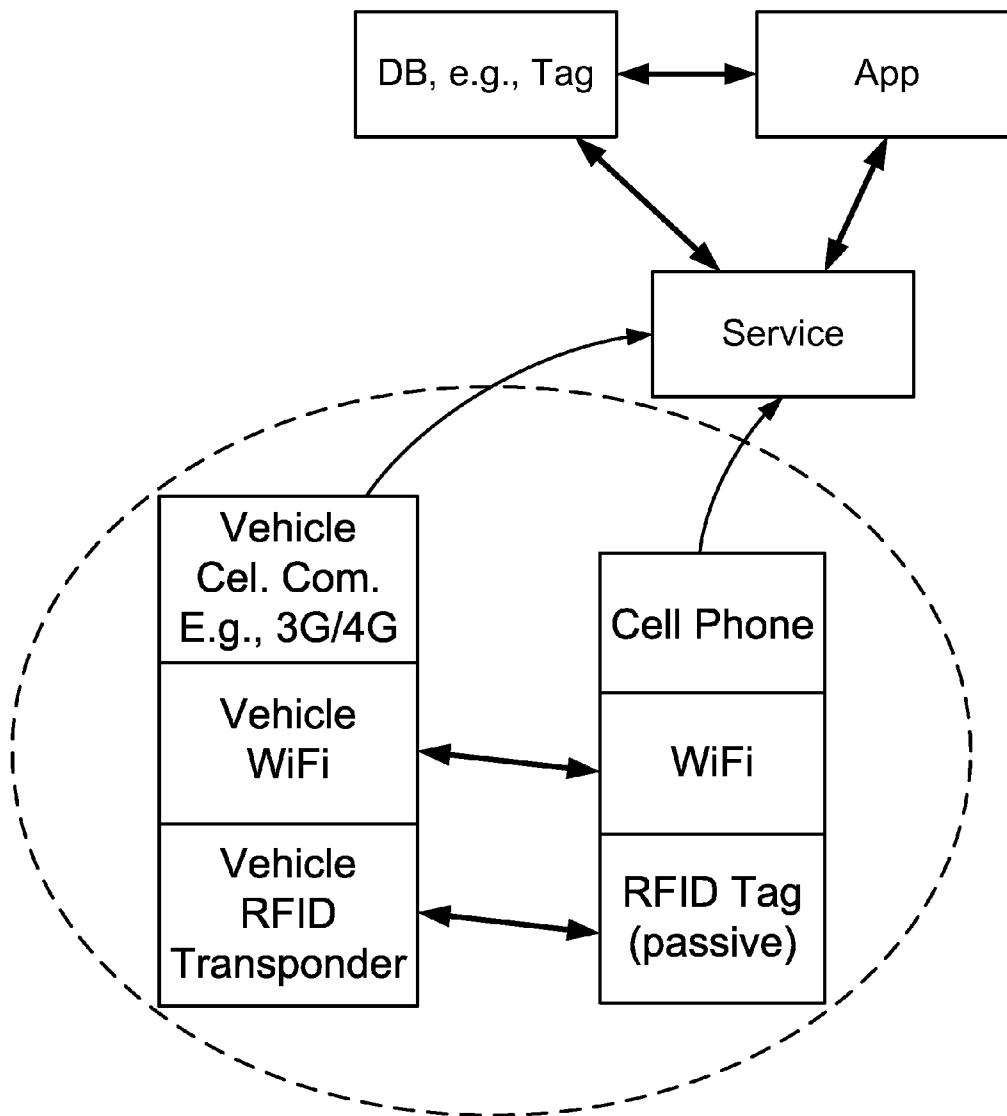 DB, e.g., Tag
App
Service
Vehicle
Cel. Com.
E.g., 3G/4G
Cell Phone
Vehicle
WiFi
WiFi
Vehicle
RFID
Transponder
RFID Tag
(passive)